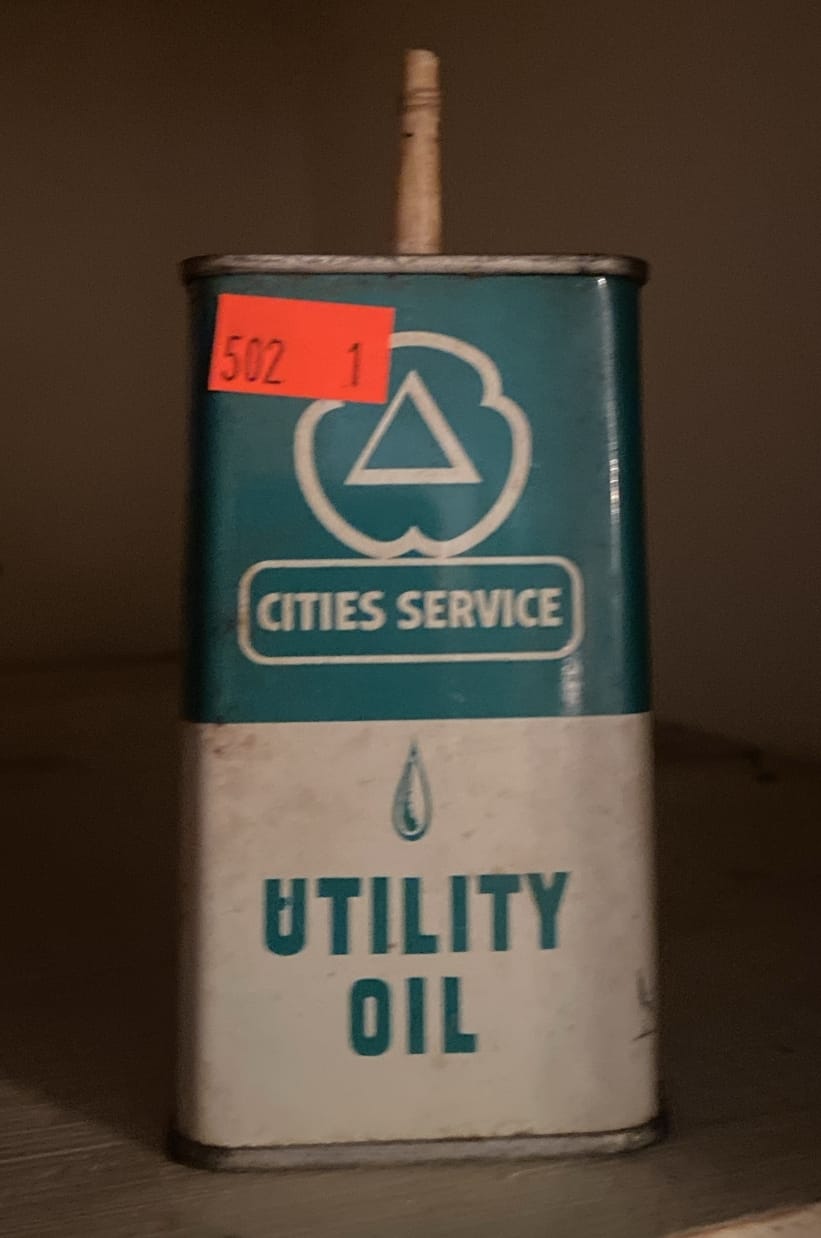 502 1
CITIES SERVICE
UTILITY
OIL